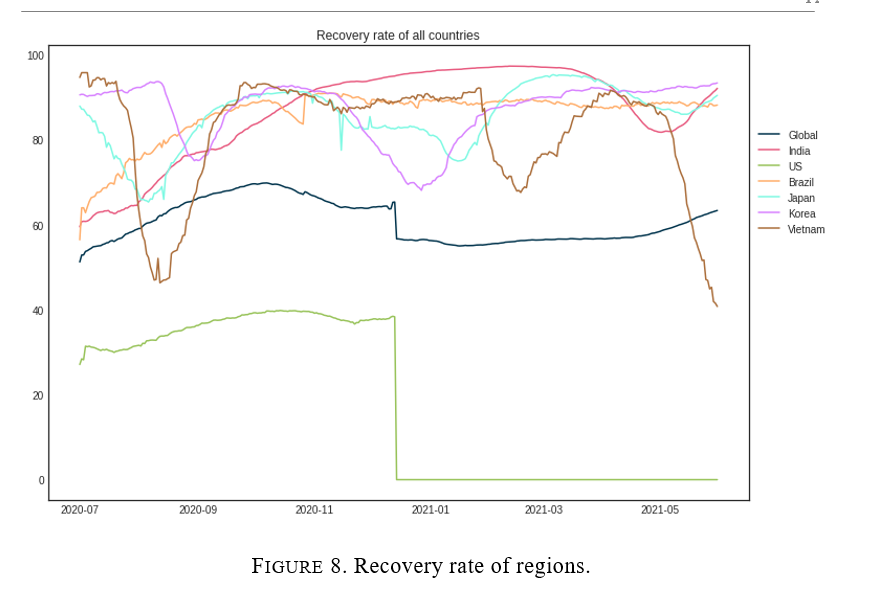 Recovery rate of all countries
100
80
60
40
20
0
2020-07 2020-09 2020-11 2021-01 2021-03 2021-05
Global
India
US
Brazil
Japan
Korea
Vietnam
FIGURE 8. Recovery rate of regions.